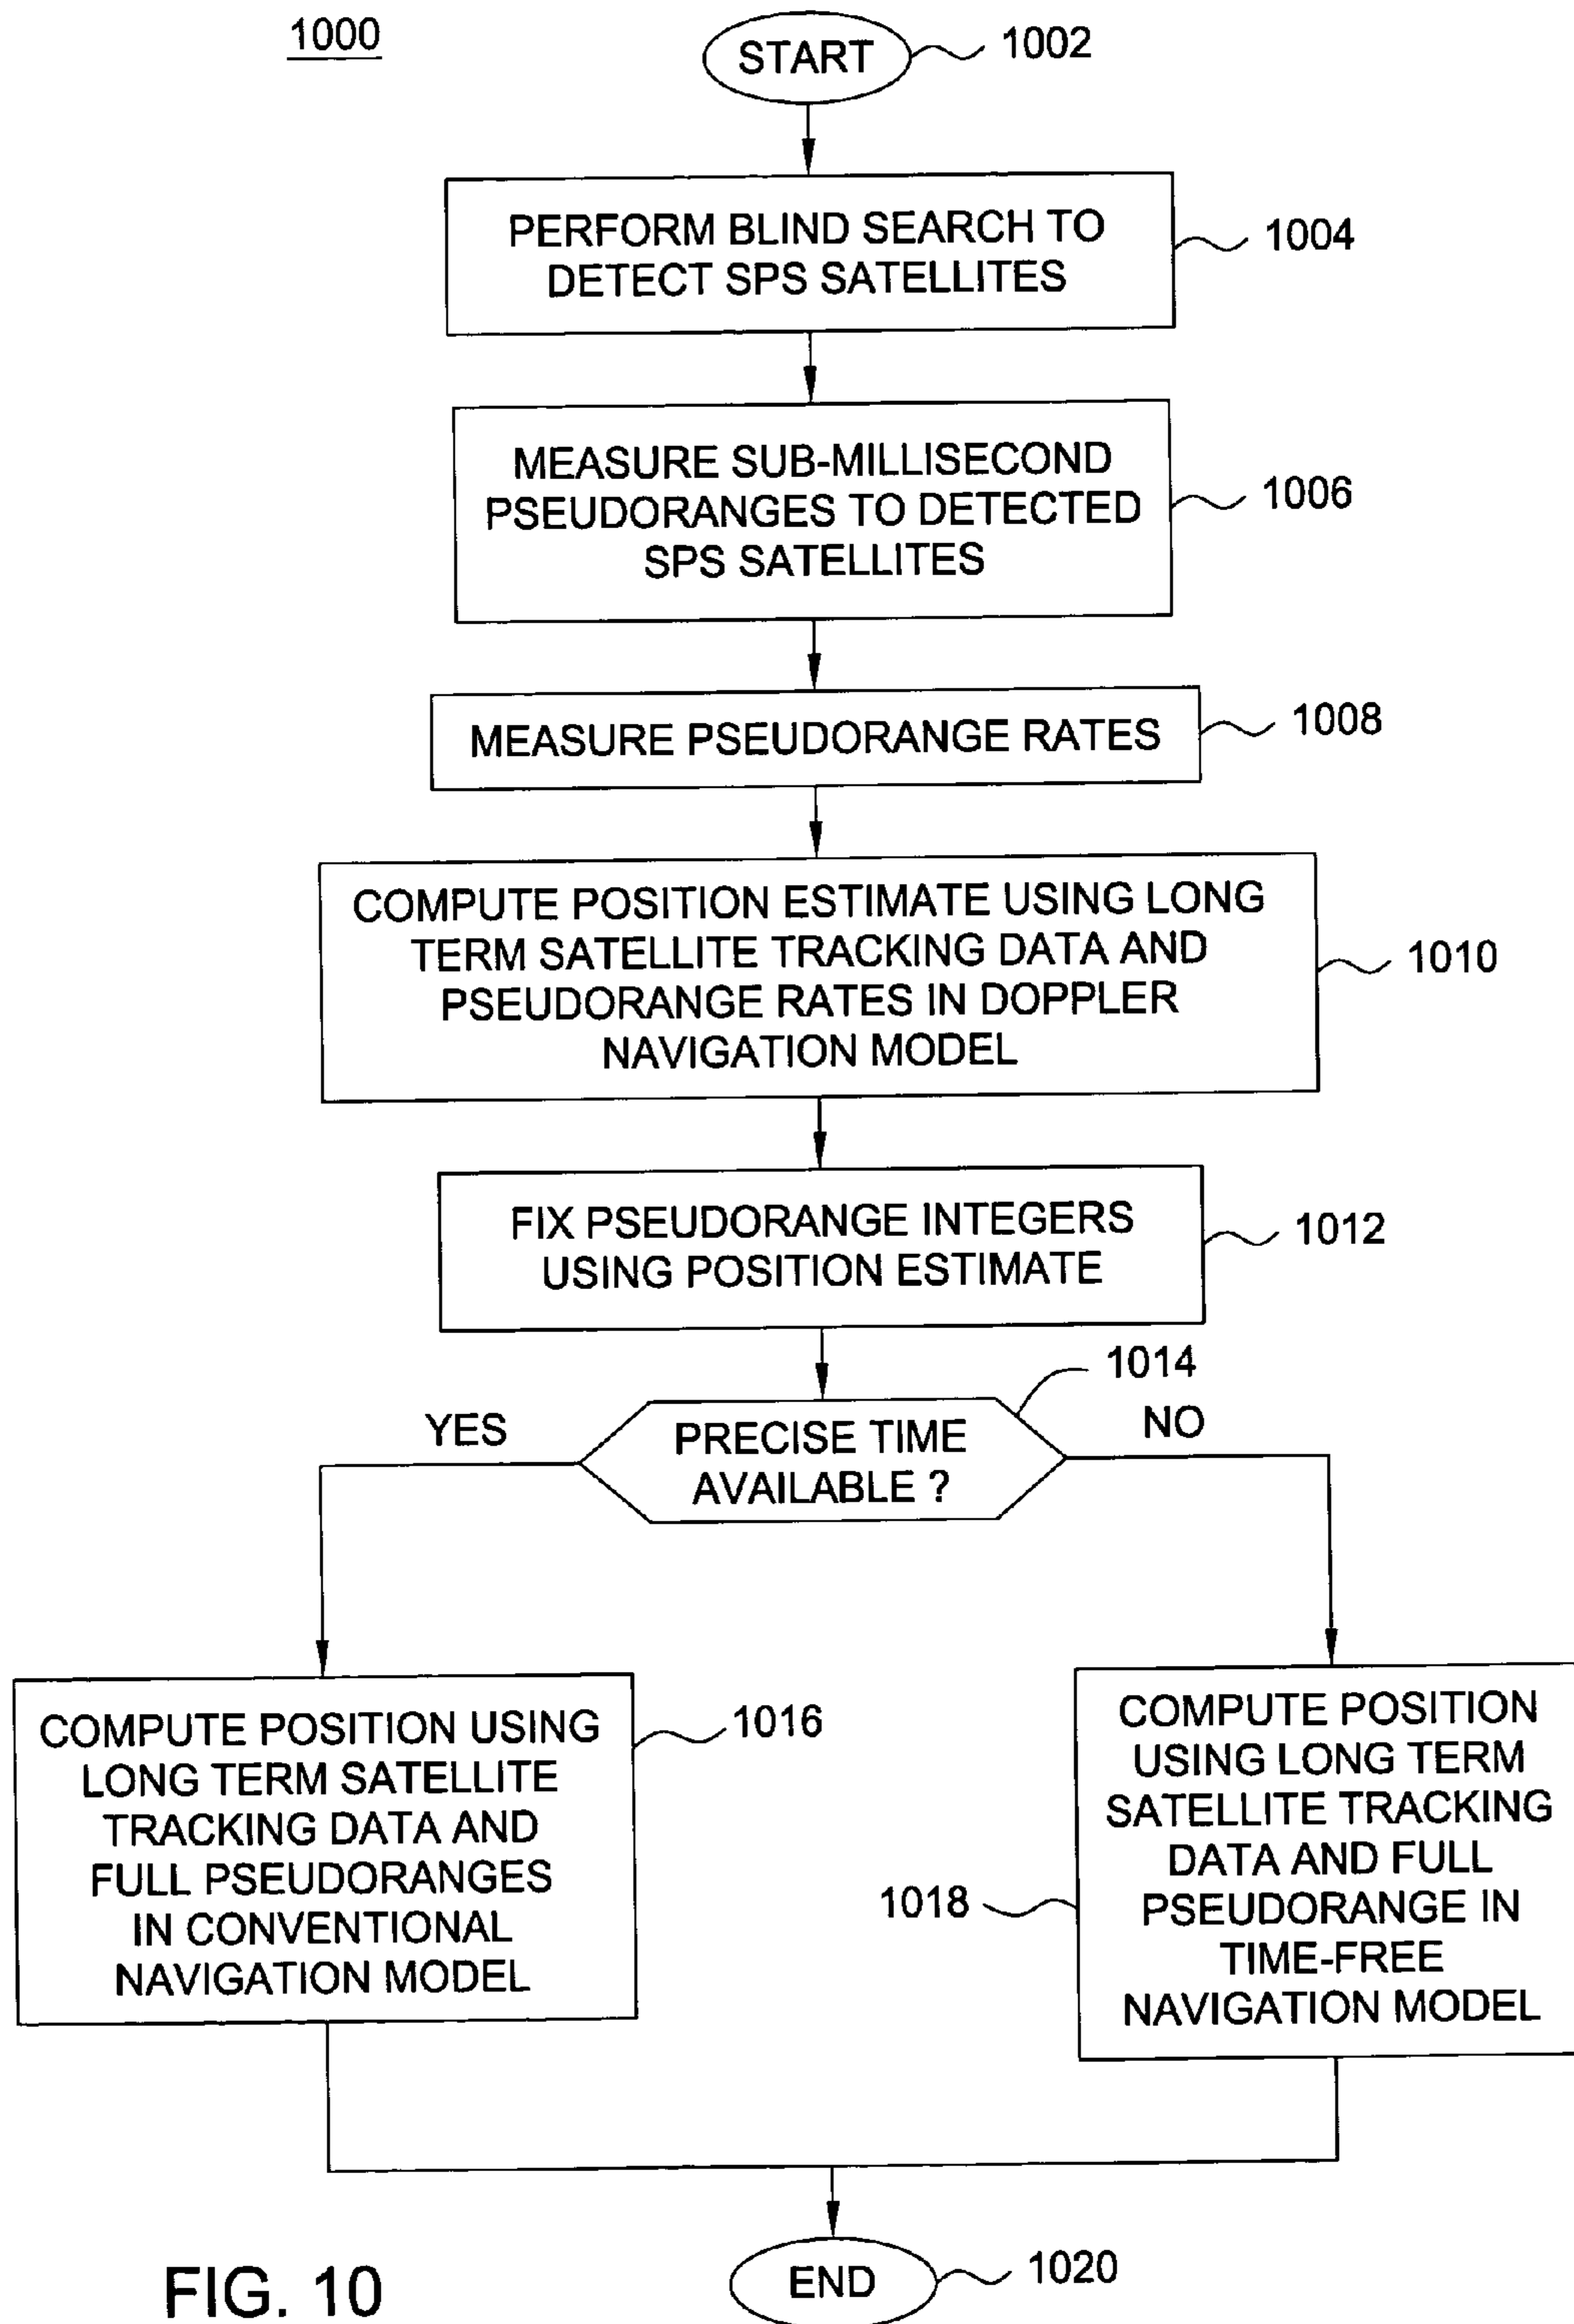 1000
START
1002
PERFORM BLIND SEARCH TO
DETECT SPS SATELLITES
1004
MEASURE SUB-MILLISECOND
PSEUDORANGES TO DETECTED
SPS SATELLITES
1006
MEASURE PSEUDORANGE RATES
1008
COMPUTE POSITION ESTIMATE USING LONG
TERM SATELLITE TRACKING DATA AND
PSEUDORANGE RATES IN DOPPLER
NAVIGATION MODEL
1010
FIX PSEUDORANGE INTEGERS
USING POSITION ESTIMATE
1012
1014
YES
PRECISE TIME
AVAILABLE ?
NO
COMPUTE POSITION USING
LONG TERM SATELLITE
TRACKING DATA AND
FULL PSEUDORANGES
IN CONVENTIONAL
NAVIGATION MODEL
1016
COMPUTE POSITION
USING LONG TERM
SATELLITE TRACKING
DATA AND FULL
PSEUDORANGE IN
TIME-FREE
NAVIGATION MODEL
1018
END
1020
FIG. 10